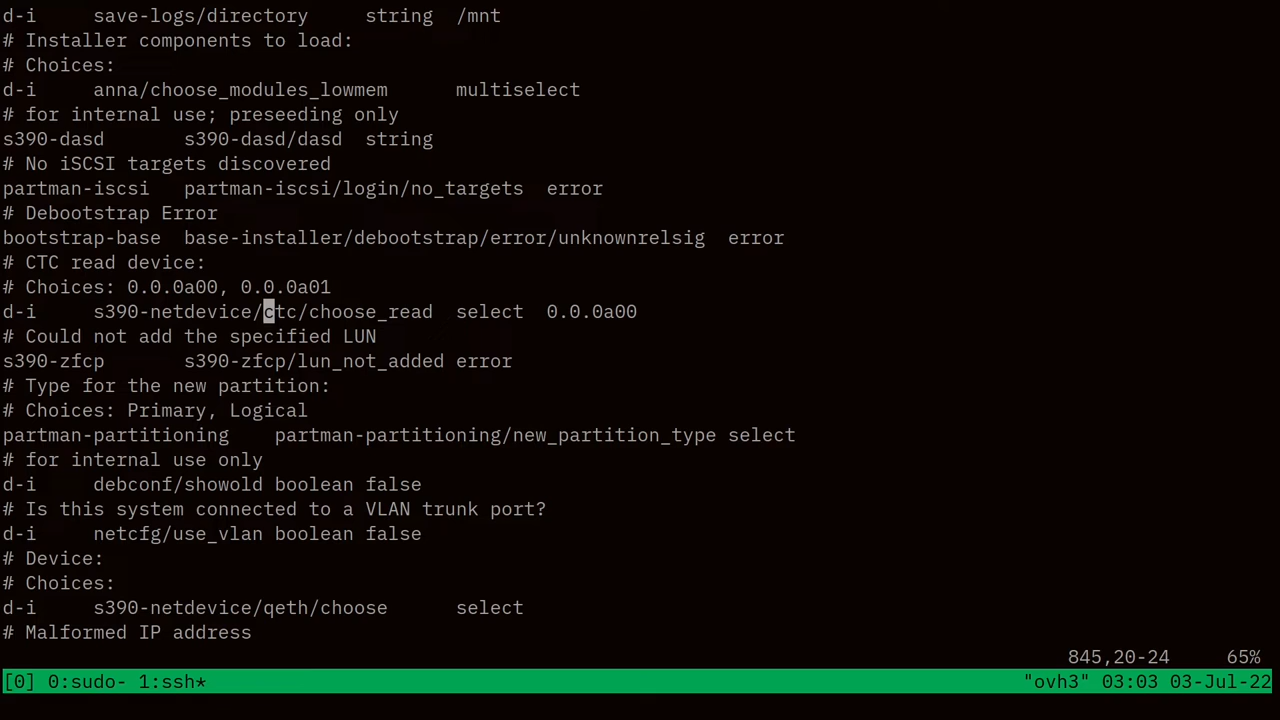 d-i     save-logs/directory     string  /mnt
# Installer components to load:
# Choices:
d-i     anna/choose_modules_lowmem      multiselect
# for internal use; preseeding only
s390-dasd       s390-dasd/dasd  string
# No iSCSI targets discovered
partman-iscsi   partman-iscsi/login/no_targets  error
# Debootstrap Error
bootstrap-base  base-installer/debootstrap/error/unknownrelsig  error
# CTC read device:
# Choices: 0.0.0a00, 0.0.0a01
d-i     s390-netdevice/ctc/choose_read  select  0.0.0a00
# Could not add the specified LUN
s390-zfcp       s390-zfcp/lun_not_added error
# Type for the new partition:
# Choices: Primary, Logical
partman-partitioning    partman-partitioning/new_partition_type select
# for internal use only
d-i     debconf/showold boolean false
# Is this system connected to a VLAN trunk port?
d-i     netcfg/use_vlan boolean false
# Device:
# Choices:
d-i     s390-netdevice/qeth/choose      select
# Malformed IP address
845,20-24     65%
[0] 0:sudo- 1:ssh*     "ovh3" 03:03 03-Jul-22